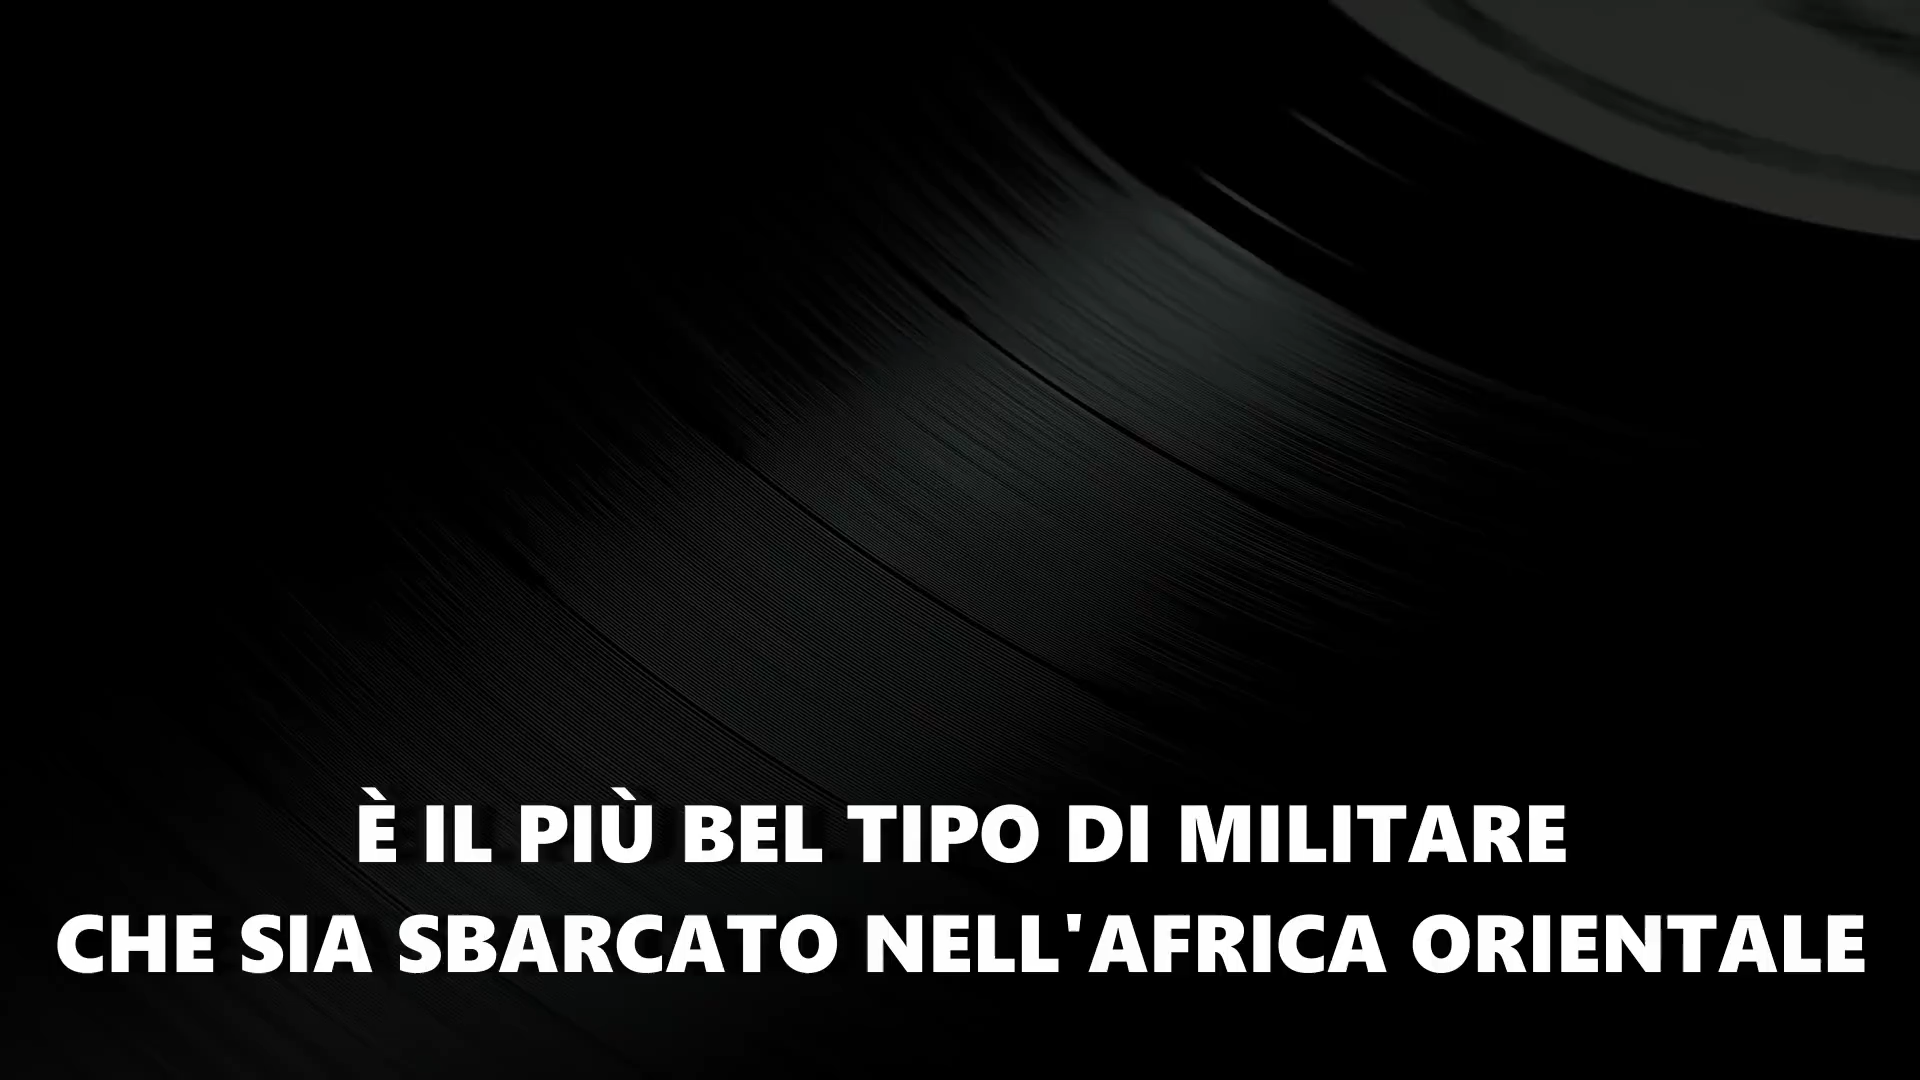 È IL PIÙ BEL TIPO DI MILITARE
CHE SIA SBARCATO NELL'AFRICA ORIENTALE